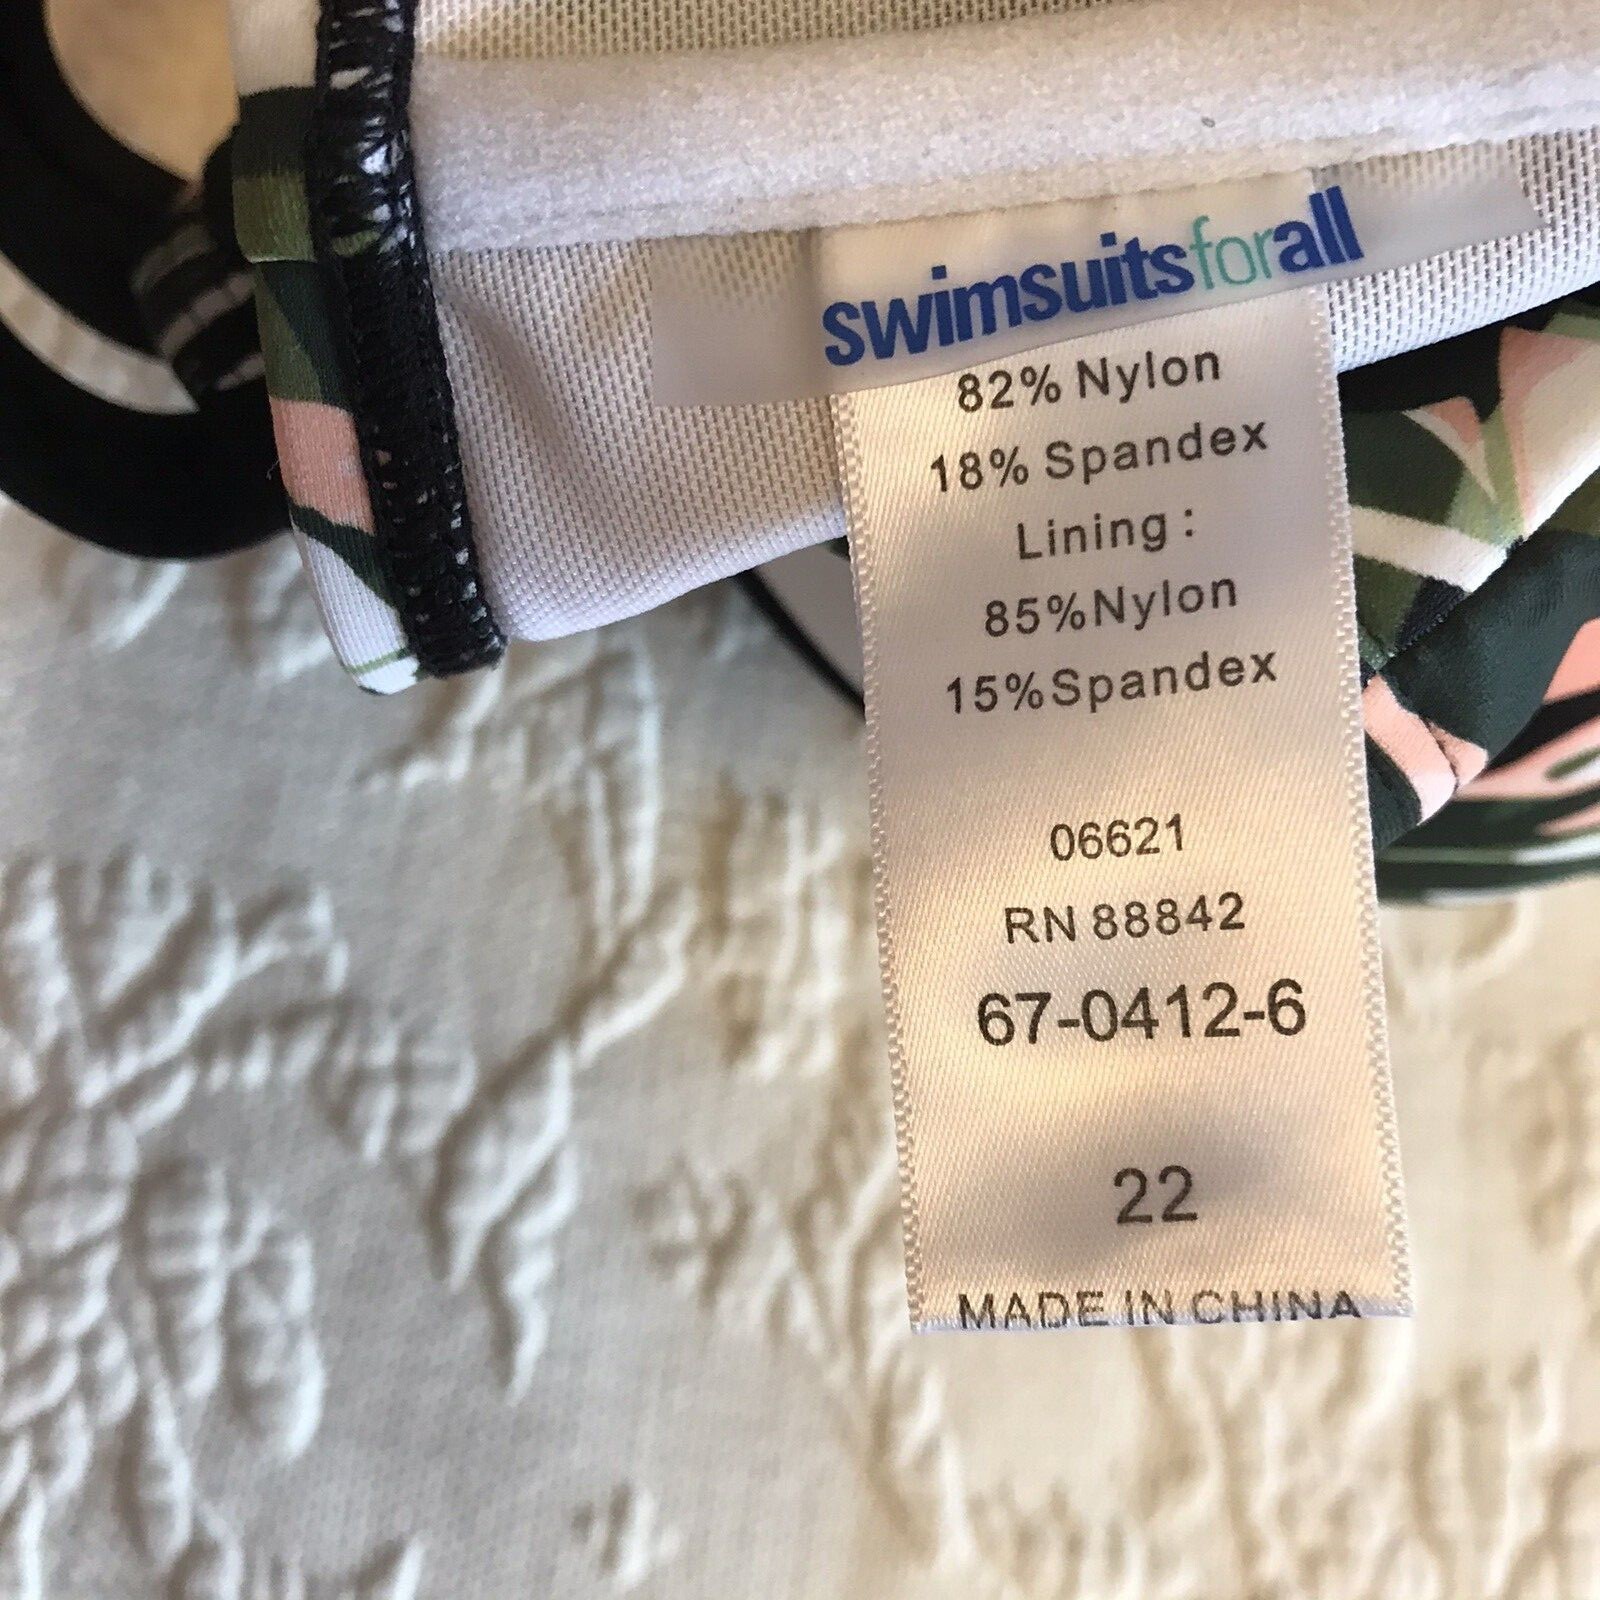 swimsuitsforall
82% Nylon
18% Spandex
Lining :
85%Nylon
15%Spandex
06621
RN 88842
67-0412-6
22
MADE IN CHINA